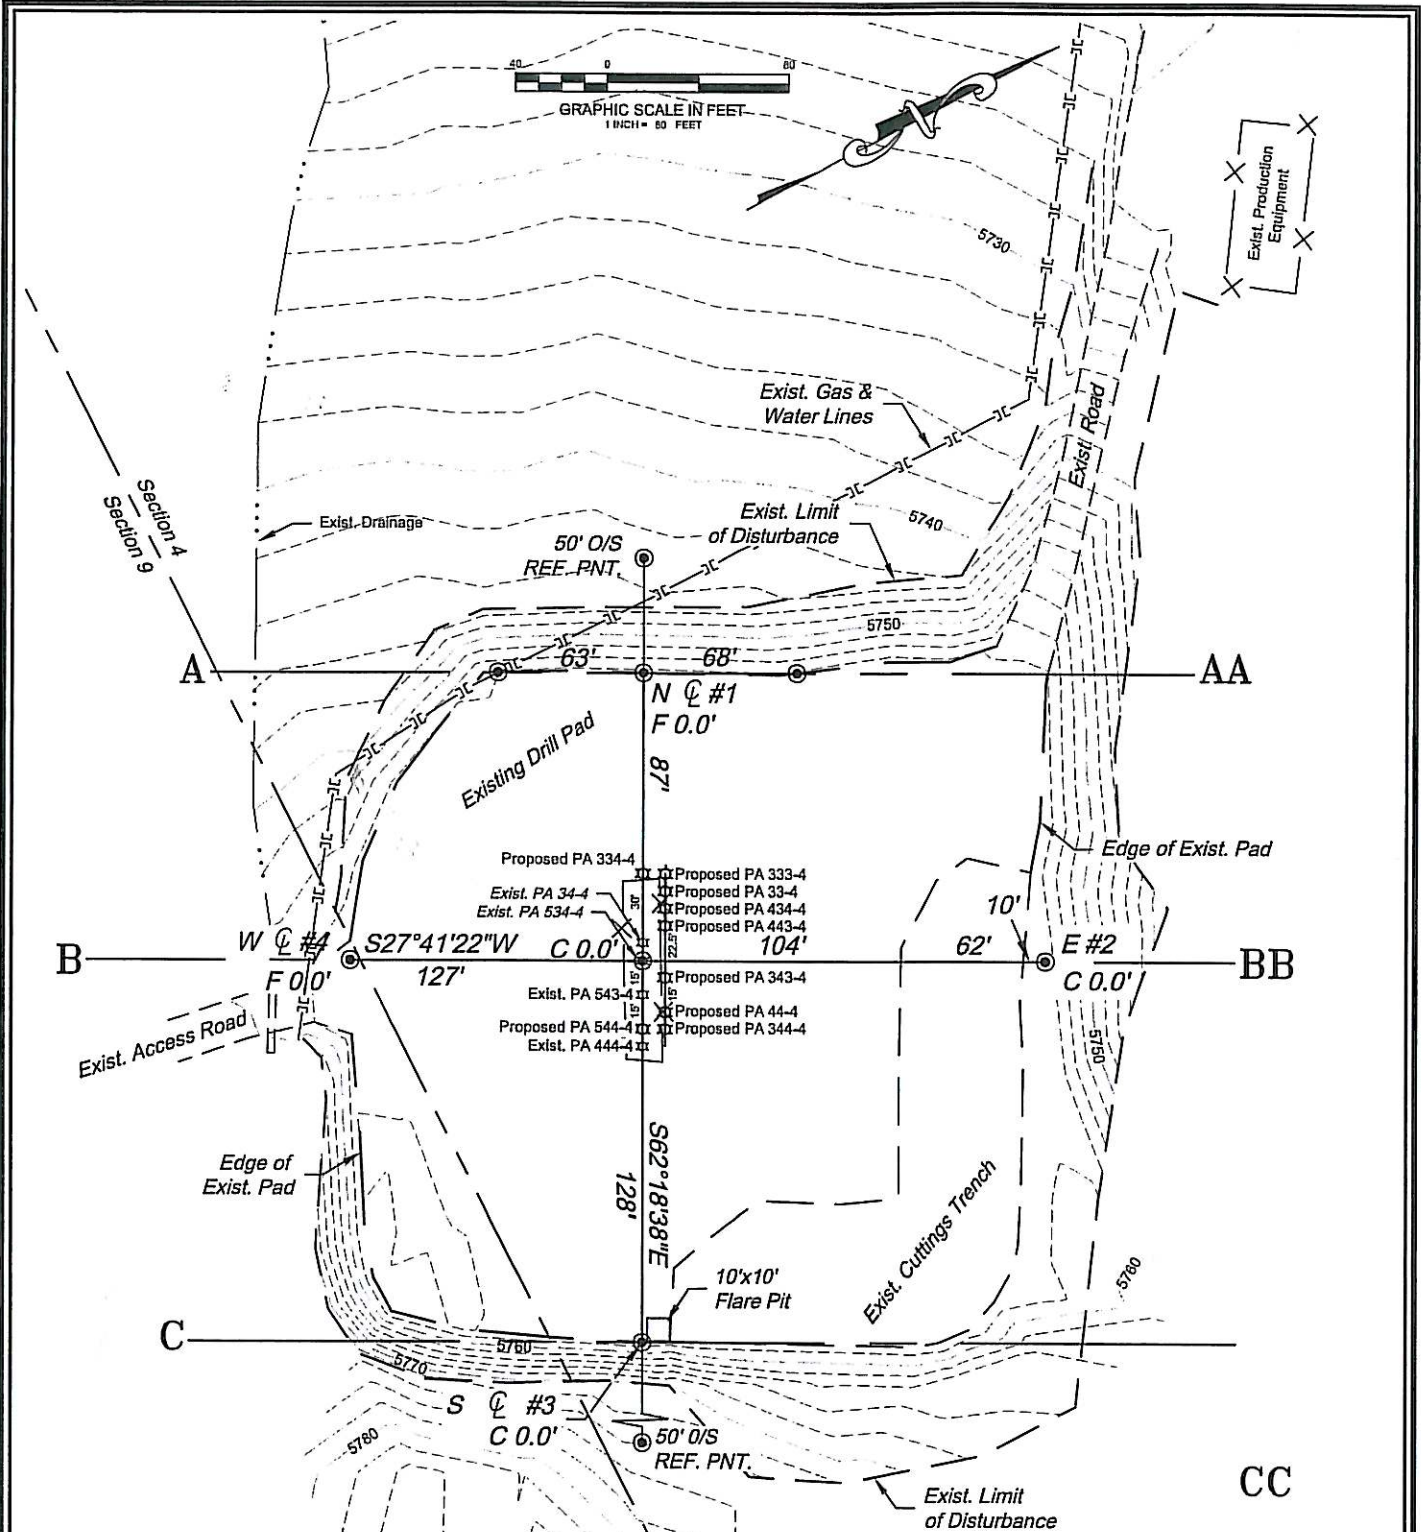 40 0 80
GRAPHIC SCALE IN FEET
1 INCH = 80 FEET
N
Exist. Production
Equipment
5730
Exist. Gas &
Water Lines
Exist. Road
Section 4
Section 9
Exist. Drainage
Exist. Limit
of Disturbance
5740
50' O/S
REF. PNT.
5750
63' 68'
A AA
N ℄ #1
F 0.0'
Existing Drill Pad
87'
Edge of Exist. Pad
Proposed PA 334-4
Proposed PA 333-4
Exist. PA 34-4
Proposed PA 33-4
Exist. PA 534-4
Proposed PA 434-4
Proposed PA 443-4
30'
22.5'
10'
W ℄ #4
S27°41'22"W
C 0.0'
104'
62'
E #2
B BB
F 0.0'
127'
C 0.0'
15'
15'
15'
Proposed PA 343-4
Exist. PA 543-4
Proposed PA 44-4
Proposed PA 544-4
Proposed PA 344-4
Exist. PA 444-4
Exist. Access Road
5750
Edge of
Exist. Pad
S62°18'38"E
128'
Exist. Cuttings Trench
10'x10'
Flare Pit
5760
C
5760
5770
S ℄ #3
C 0.0'
5780
50' O/S
REF. PNT.
CC
Exist. Limit
of Disturbance